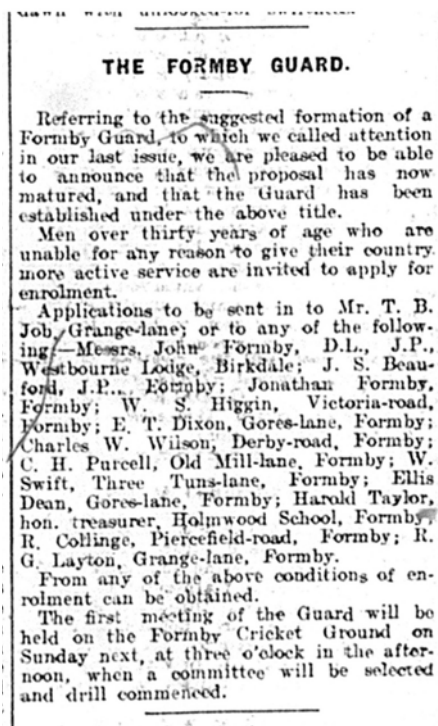 THE FORMBY GUARD.
Referring to the suggested formation of a
Formby Guard, to which we called attention
in our last issue, we are pleased to be able
to announce that the proposal has now
matured, and that the Guard has been
established under the above title.
Men over thirty years of age who are
unable for any reason to give their country
more active service are invited to apply for
enrolment.
Applications to be sent in to Mr. T. B.
Job, Grange-lane; or to any of the follow-
ing:—Messrs. John Formby, D.L., J.P.,
Westbourne Lodge, Birkdale; J. S. Beau-
ford, J.P., Formby; Jonathan Formby,
Formby; W. S. Higgin, Victoria-road,
Formby; E. T. Dixon, Gores-lane, Formby;
Charles W. Wilson, Derby-road, Formby;
C. H. Purcell, Old Mill-lane, Formby; W.
Swift, Three Tuns-lane, Formby; Ellis
Dean, Gores-lane, Formby; Harold Taylor,
hon. treasurer, Holmwood School, Formby,
R. Collinge, Piercefield-road, Formby; R.
G. Layton, Grange-lane, Formby.
From any of the above conditions of en-
rolment can be obtained.
The first meeting of the Guard will be
held on the Formby Cricket Ground on
Sunday next, at three o'clock in the after-
noon, when a committee will be selected
and drill commenced.